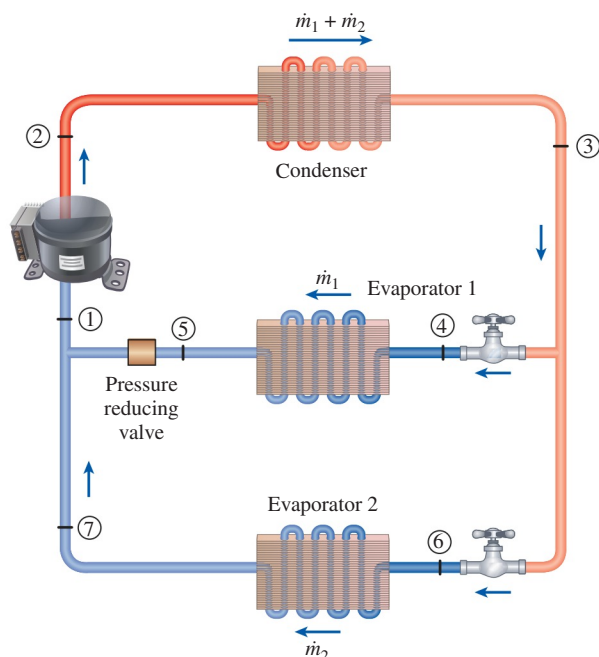 ṁ₁ + ṁ₂
②
③
Condenser
ṁ₁
Evaporator 1
①
⑤
④
Pressure
reducing
valve
Evaporator 2
⑦
⑥
ṁ₂